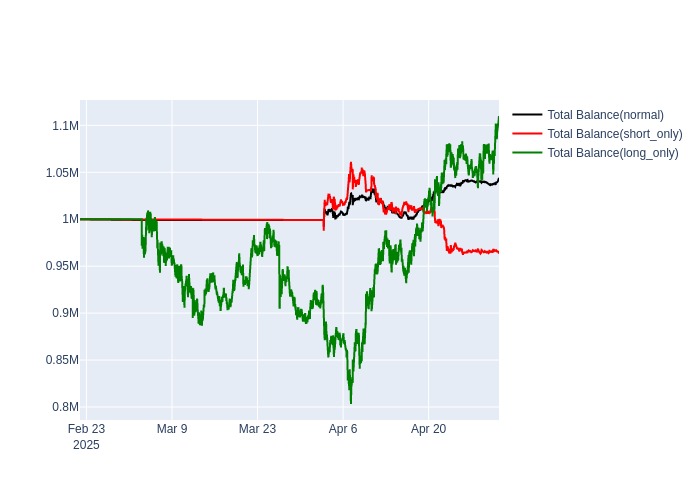 Total Balance(normal)
Total Balance(short_only)
Total Balance(long_only)
1.1M
1.05M
1M
0.95M
0.9M
0.85M
0.8M
Feb 23
2025
Mar 9
Mar 23
Apr 6
Apr 20